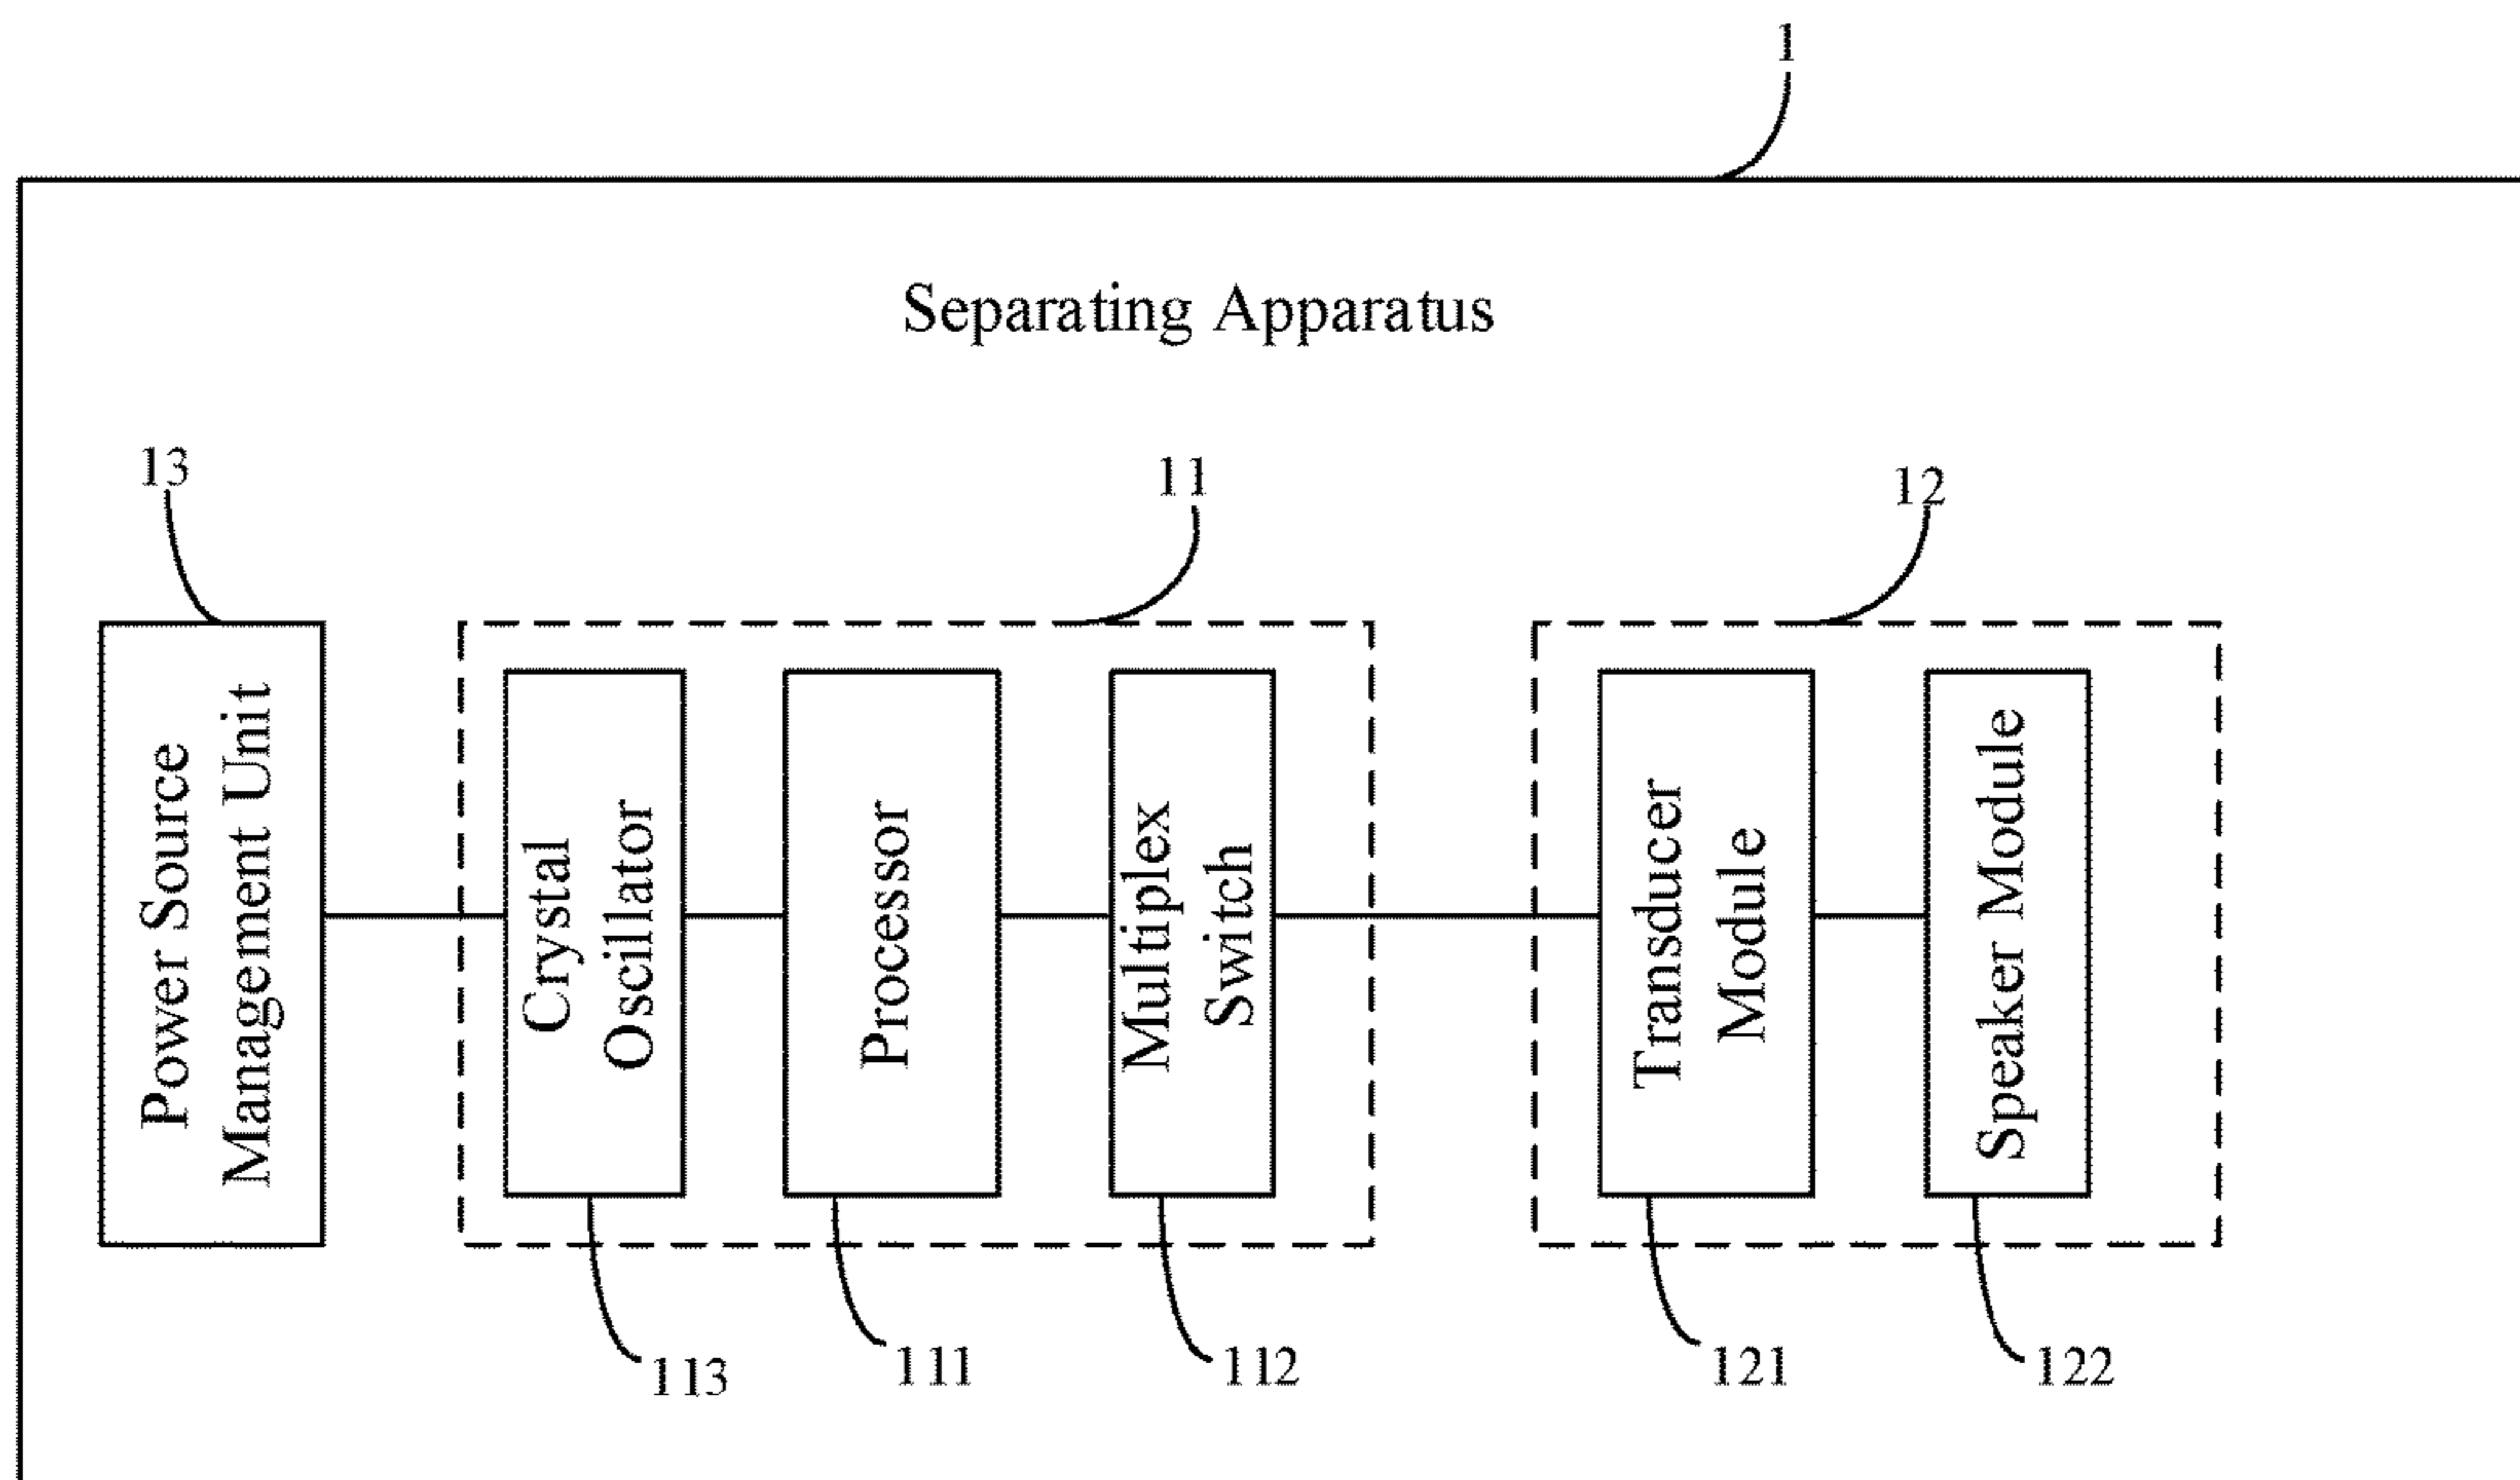 1
Separating Apparatus
13
11
12
Power Source
Management Unit
Crystal
Oscillator
Processor
Multiplex
Switch
Transducer
Module
Speaker Module
113
111
112
121
122